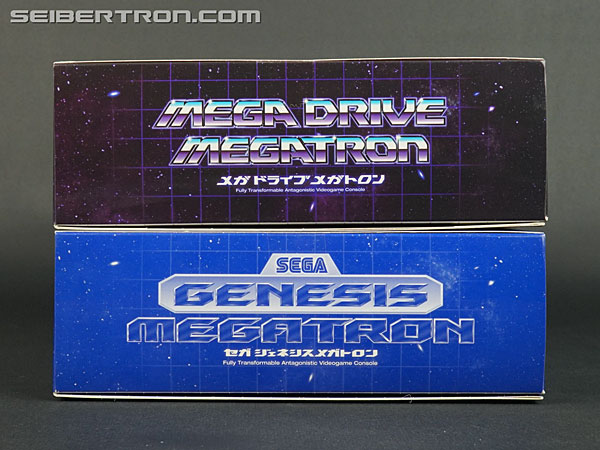 SEIBERTRON.COM
MEGA DRIVE
MEGATRON
メガ ドライブ メガトロン
Fully Transformable Antagonistic Videogame Console
SEGA
GENESIS
MEGATRON
セガ ジェネシス メガトロン
Fully Transformable Antagonistic Videogame Console